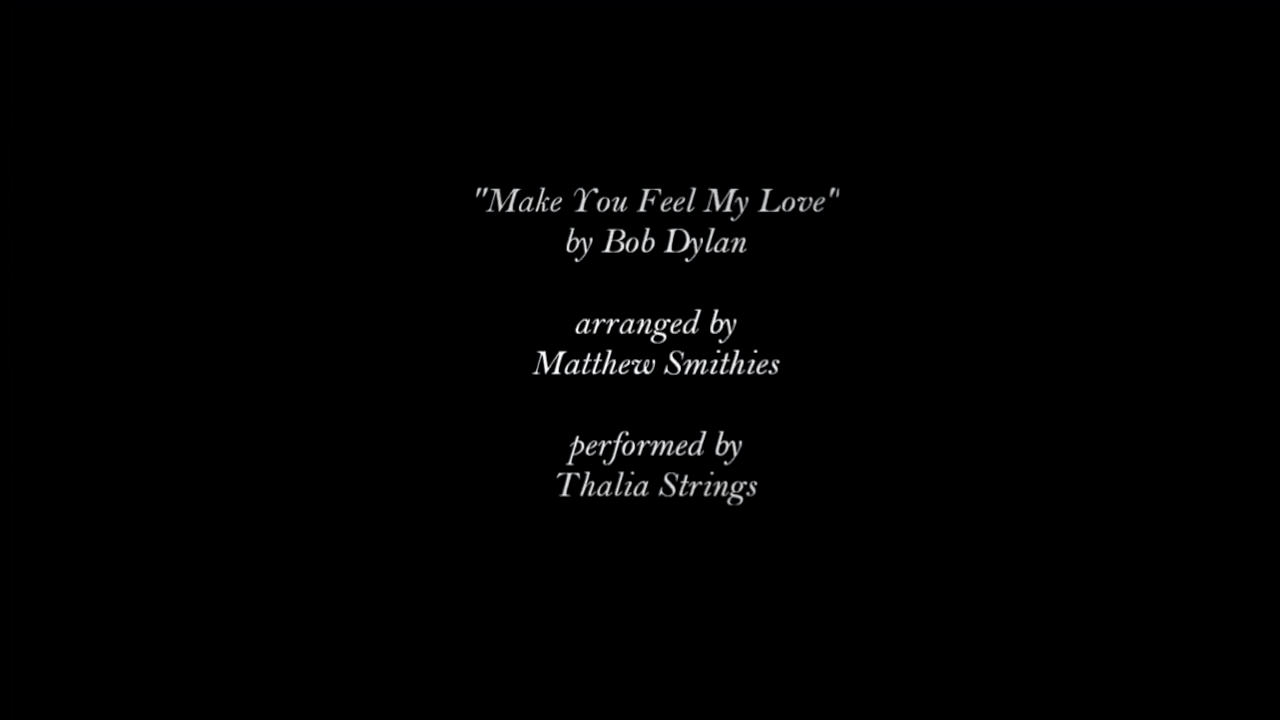 "Make You Feel My Love"
by Bob Dylan
arranged by
Matthew Smithies
performed by
Thalia Strings